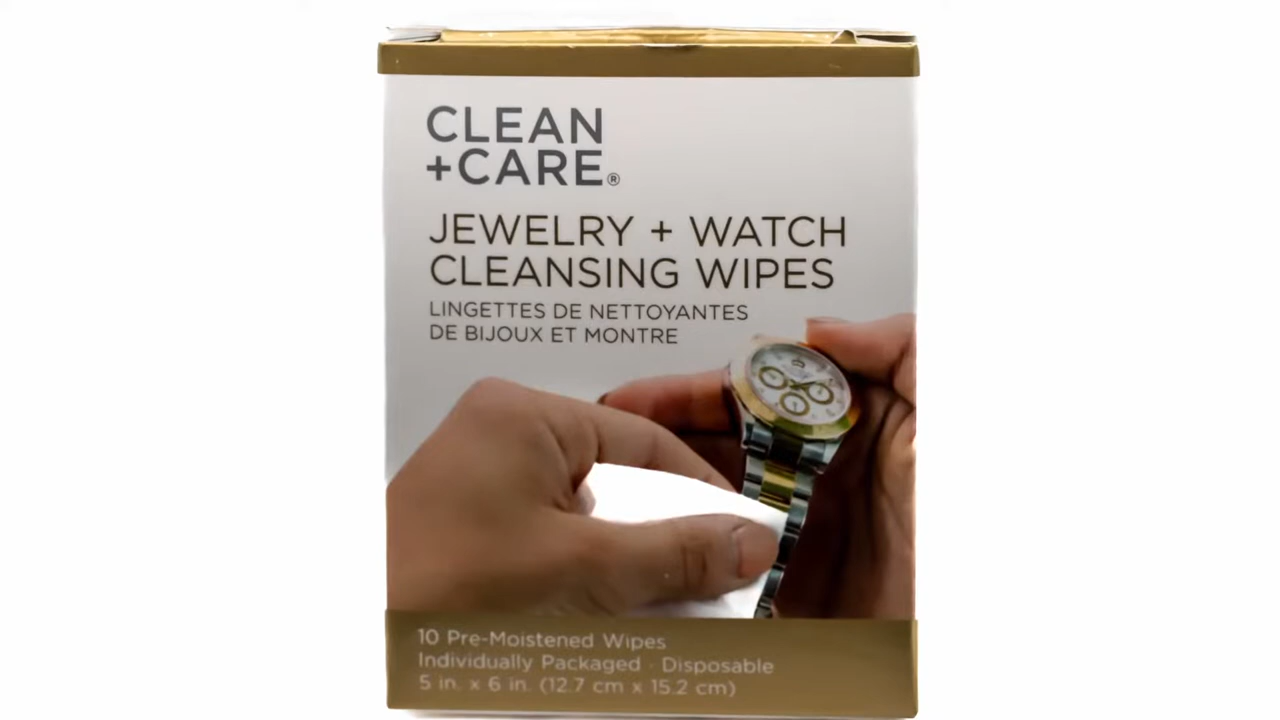 CLEAN
+CARE®
JEWELRY + WATCH
CLEANSING WIPES
LINGETTES DE NETTOYANTES
DE BIJOUX ET MONTRE
10 Pre-Moistened Wipes
Individually Packaged · Disposable
5 in. x 6 in. (12.7 cm x 15.2 cm)